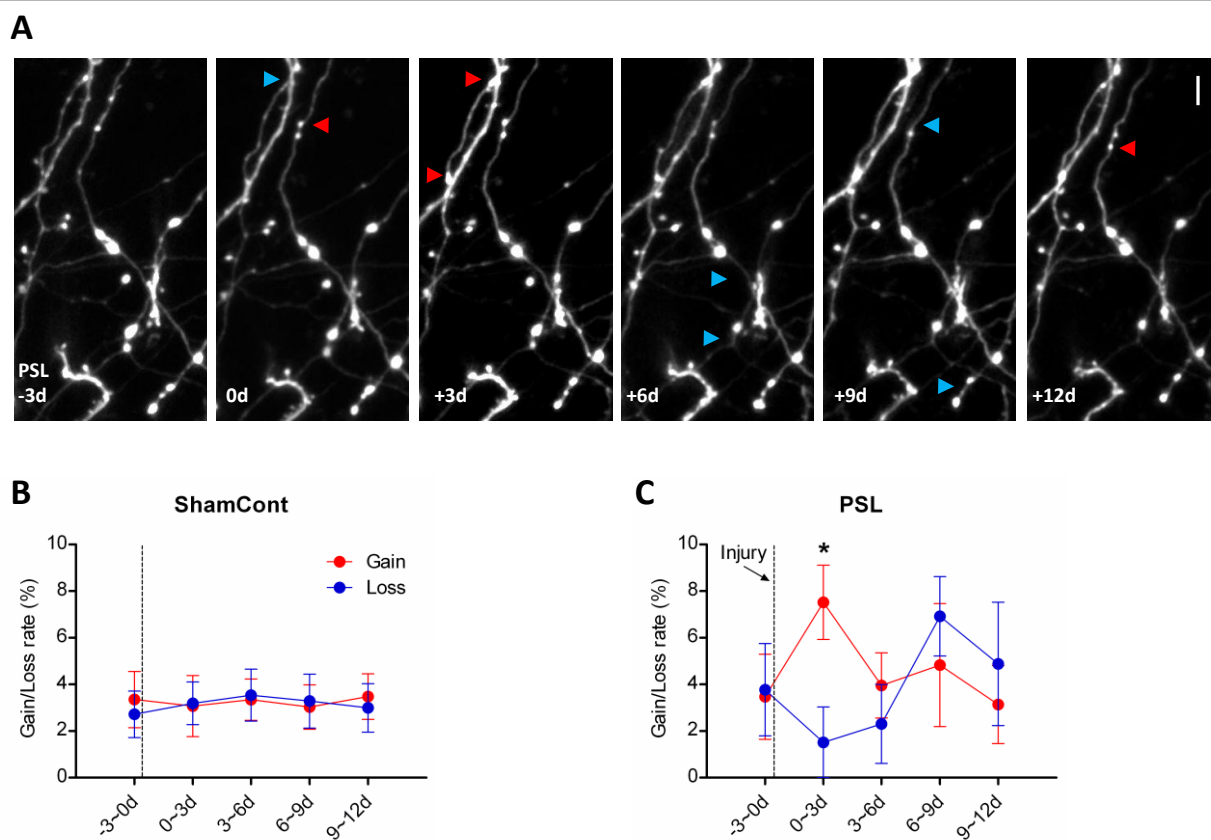 A
PSL
-3d
0d
+3d
+6d
+9d
+12d
B
ShamCont
Gain/Loss rate (%)
10
8
6
4
2
0
Gain
Loss
-3~0d
0~3d
3~6d
6~9d
9~12d
C
PSL
Gain/Loss rate (%)
10
8
6
4
2
0
Injury
*
-3~0d
0~3d
3~6d
6~9d
9~12d